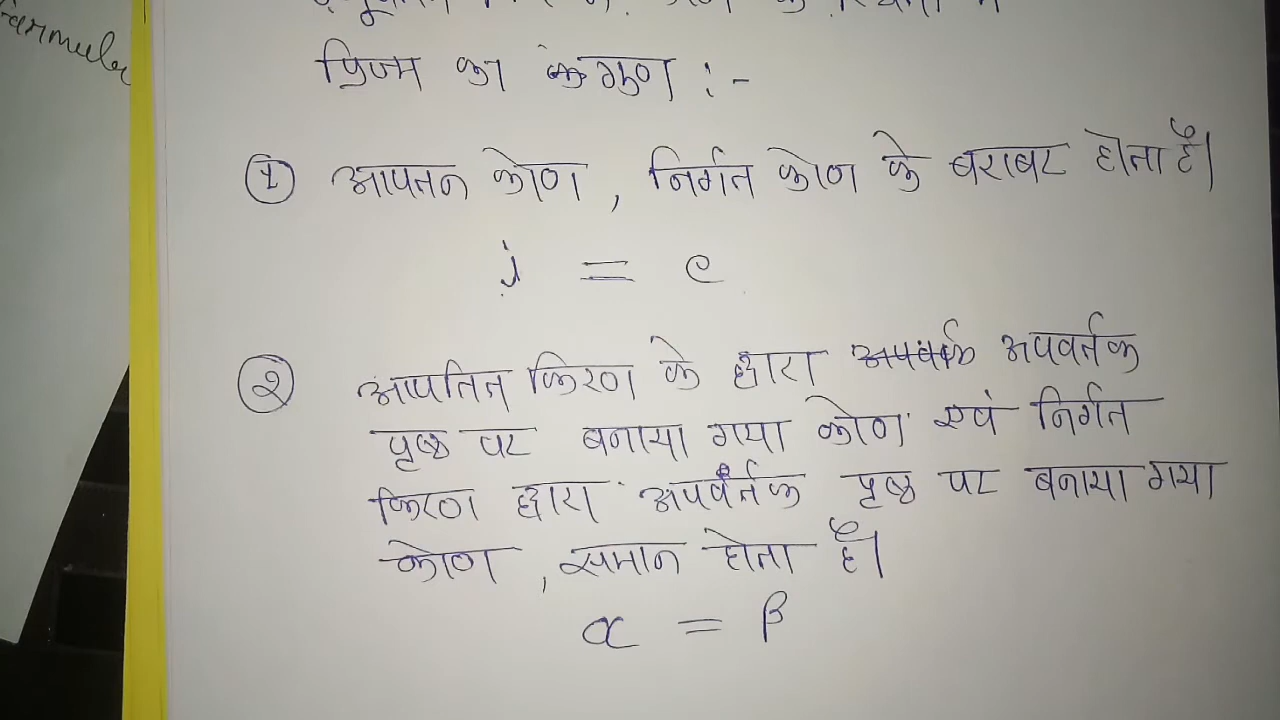 farmula
प्रिज्म का गुण :-
① आपतन कोण , निर्गत कोण के बराबर होता है।
i = e
② आपतित किरण के द्वारा अपवर्तक
पृष्ठ पर बनाया गया कोण एवं निर्गत
किरण द्वारा अपवर्तक पृष्ठ पर बनाया गया
कोण , समान होता है।
α = β